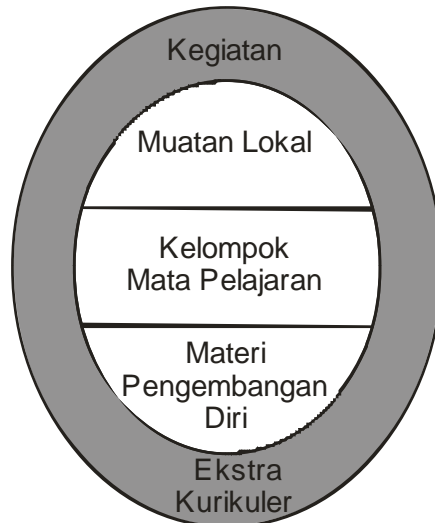 Kegiatan
Muatan Lokal
Kelompok
Mata Pelajaran
Materi
Pengembangan
Diri
Ekstra
Kurikuler